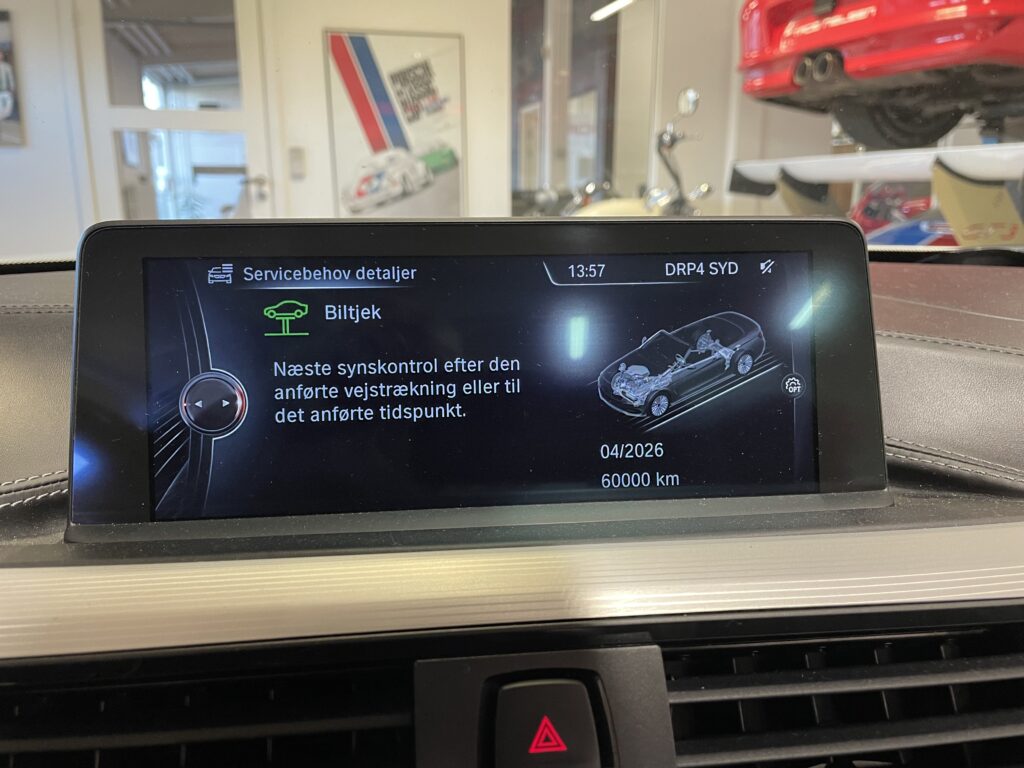 Servicebehov detaljer
13:57
DRP4 SYD
Biltjek
Næste synskontrol efter den
anførte vejstrækning eller til
det anførte tidspunkt.
OPT
04/2026
60000 km